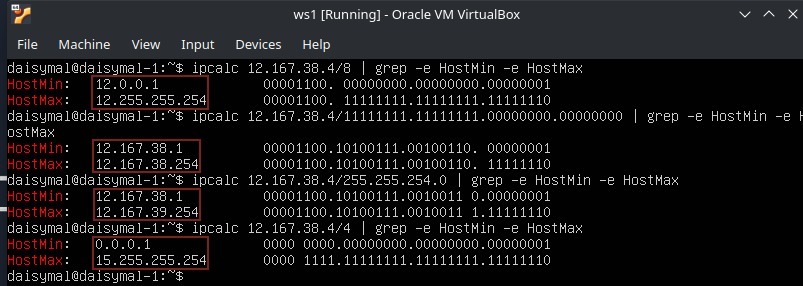 ws1 [Running] - Oracle VM VirtualBox
File Machine View Input Devices Help
daisymal@daisymal-1:~$ ipcalc 12.167.38.4/8 | grep -e HostMin -e HostMax
HostMin: 12.0.0.1 00001100. 00000000.00000000.00000001
HostMax: 12.255.255.254 00001100. 11111111.11111111.11111110
daisymal@daisymal-1:~$ ipcalc 12.167.38.4/11111111.11111111.00000000.00000000 | grep -e HostMin -e H
ostMax
HostMin: 12.167.38.1 00001100.10100111.00100110. 00000001
HostMax: 12.167.38.254 00001100.10100111.00100110. 11111110
daisymal@daisymal-1:~$ ipcalc 12.167.38.4/255.255.254.0 | grep -e HostMin -e HostMax
HostMin: 12.167.38.1 00001100.10100111.0010011 0.00000001
HostMax: 12.167.39.254 00001100.10100111.0010011 1.11111110
daisymal@daisymal-1:~$ ipcalc 12.167.38.4/4 | grep -e HostMin -e HostMax
HostMin: 0.0.0.1 0000 0000.00000000.00000000.00000001
HostMax: 15.255.255.254 0000 1111.11111111.11111111.11111110
daisymal@daisymal-1:~$